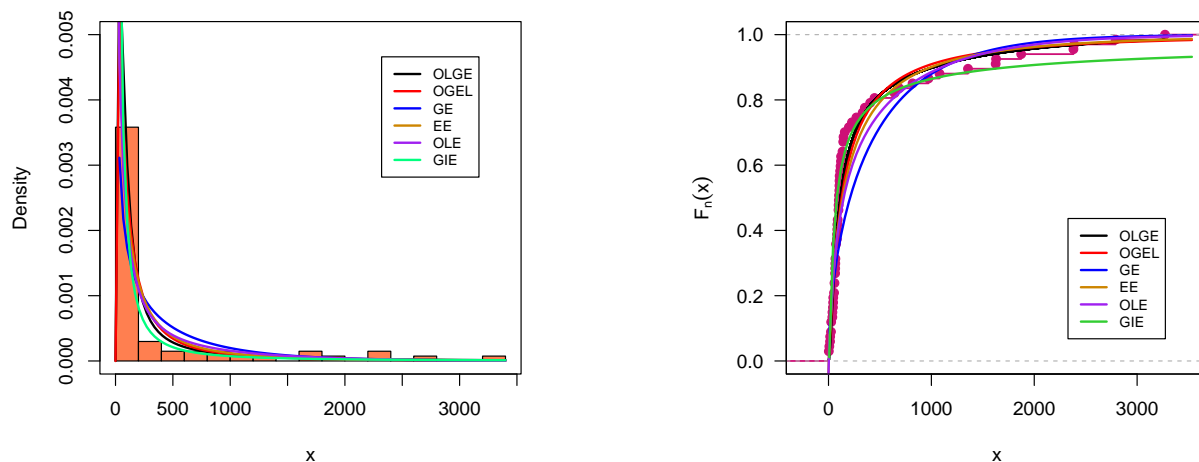 0.005
0.004
0.003
0.002
0.001
0.000
Density
0 500 1000 2000 3000
x
OLGE
OGEL
GE
EE
OLE
GIE
1.0
0.8
0.6
0.4
0.2
0.0
Fn(x)
0 1000 2000 3000
x
OLGE
OGEL
GE
EE
OLE
GIE